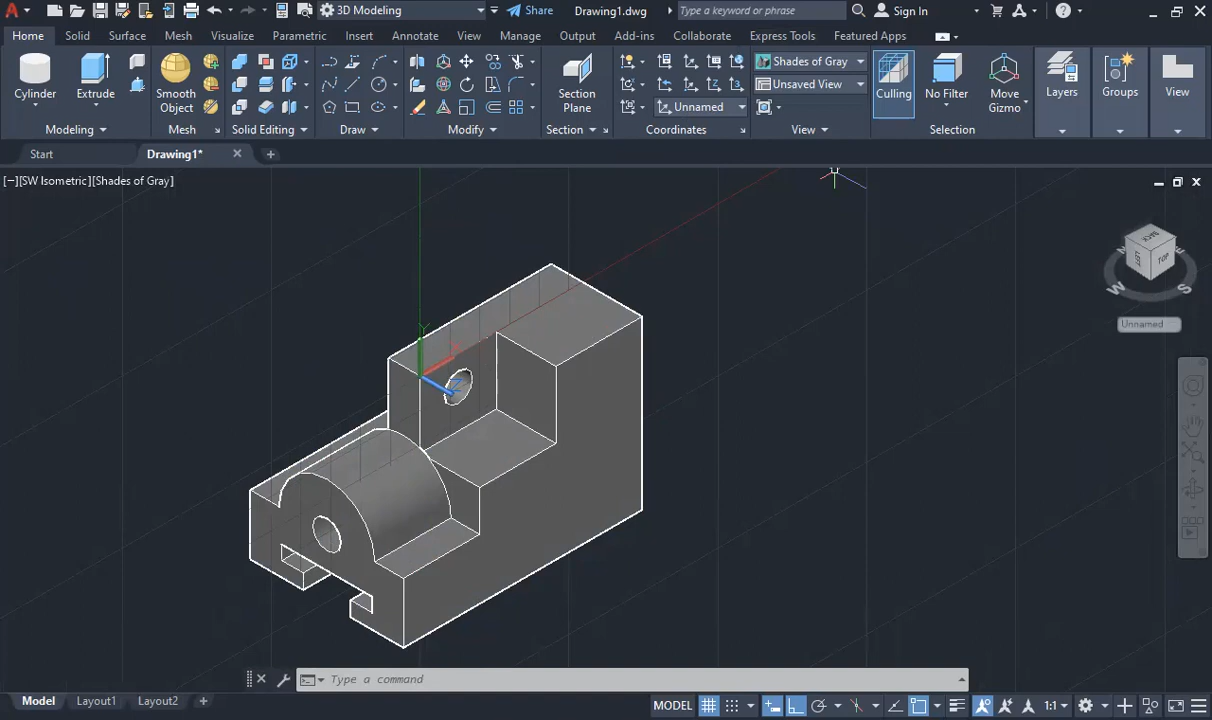 A 3D Modeling Share Drawing1.dwg Type a keyword or phrase Sign In ?
Home Solid Surface Mesh Visualize Parametric Insert Annotate View Manage Output Add-ins Collaborate Express Tools Featured Apps
Cylinder Extrude Smooth Object Section Plane Unnamed Shades of Gray Unsaved View Culling No Filter Move Gizmo Layers Groups View
Modeling Mesh Solid Editing Draw Modify Section Coordinates View Selection
Start Drawing1*
[−][SW Isometric][Shades of Gray]
BACK
LEFT TOP
N E
W S
Unnamed
Y
X
Z
Type a command
Model Layout1 Layout2 MODEL 1:1